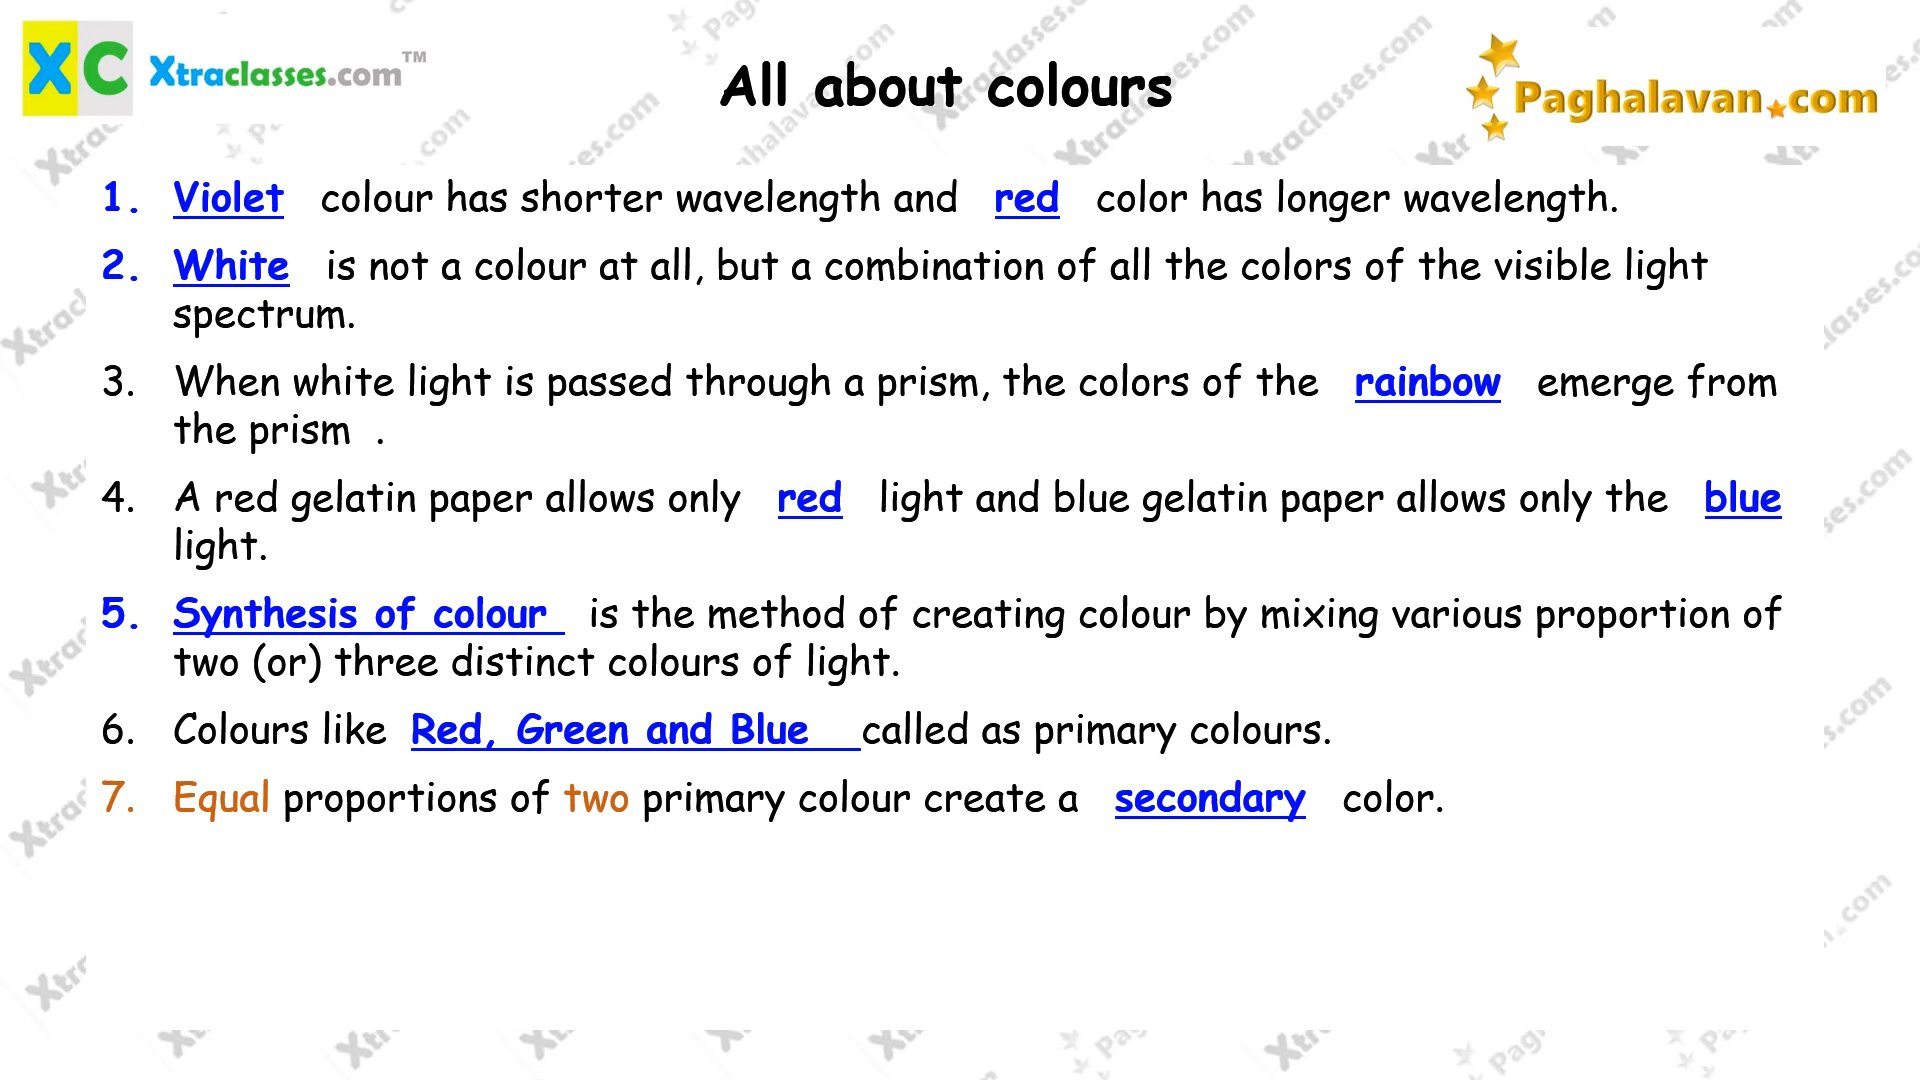 XC Xtraclasses.com™
All about colours
Paghalavan.com
1. Violet colour has shorter wavelength and red color has longer wavelength.
2. White is not a colour at all, but a combination of all the colors of the visible light
spectrum.
3. When white light is passed through a prism, the colors of the rainbow emerge from
the prism .
4. A red gelatin paper allows only red light and blue gelatin paper allows only the blue
light.
5. Synthesis of colour is the method of creating colour by mixing various proportion of
two (or) three distinct colours of light.
6. Colours like Red, Green and Blue called as primary colours.
7. Equal proportions of two primary colour create a secondary color.